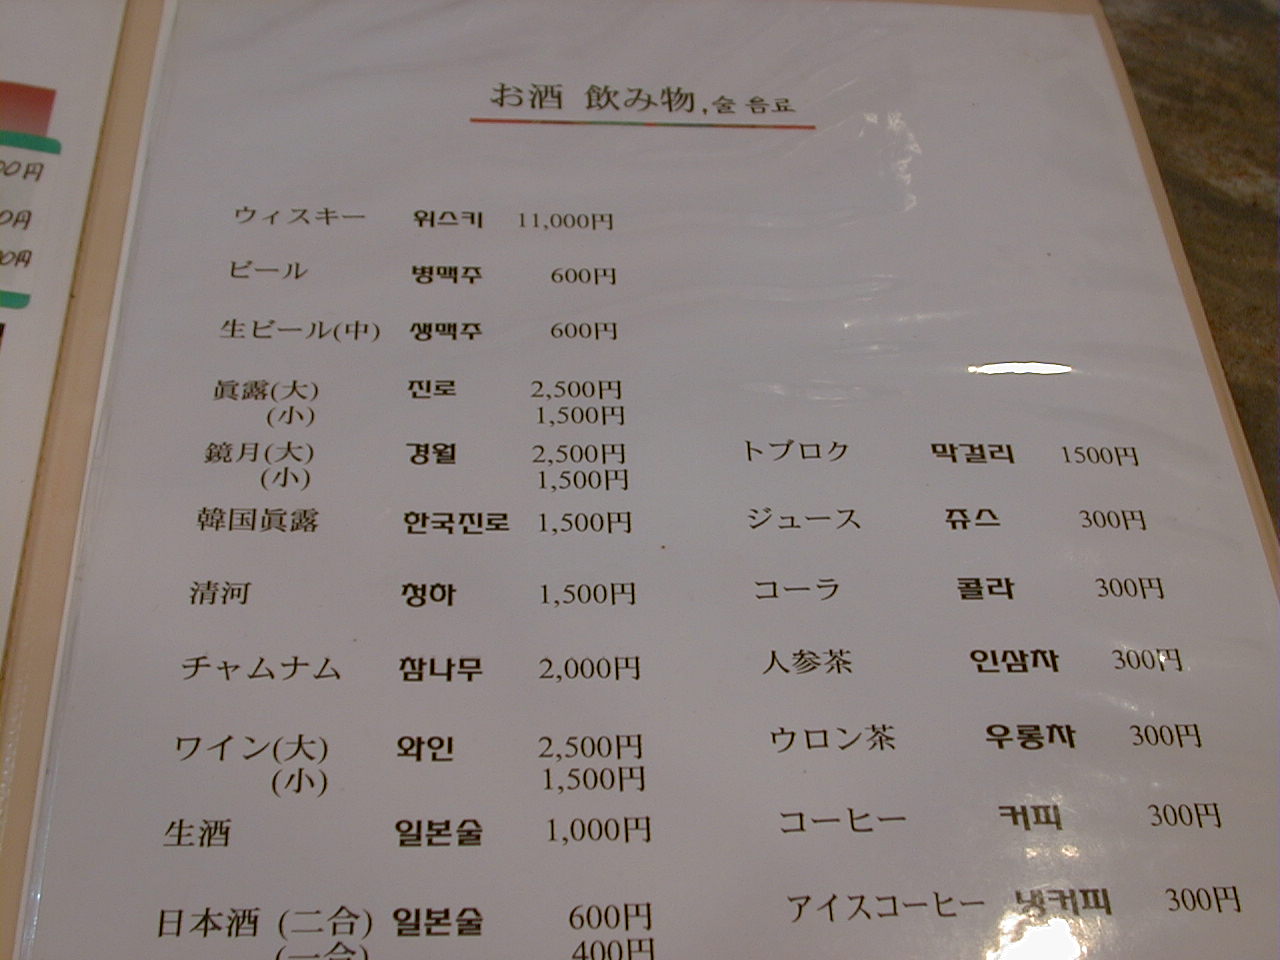 お酒 飲み物,술 음료
ウィスキー 위스키 11,000円
ビール 병맥주 600円
生ビール(中) 생맥주 600円
眞露(大) 진로 2,500円
(小) 1,500円
鏡月(大) 경월 2,500円
(小) 1,500円
韓国眞露 한국진로 1,500円
清河 청하 1,500円
チャムナム 참나무 2,000円
ワイン(大) 와인 2,500円
(小) 1,500円
生酒 일본술 1,000円
日本酒 (二合) 일본술 600円
(一合) 400円
トブロク 막걸리 1500円
ジュース 쥬스 300円
コーラ 콜라 300円
人参茶 인삼차 300円
ウロン茶 우롱차 300円
コーヒー 커피 300円
アイスコーヒー 냉커피 300円